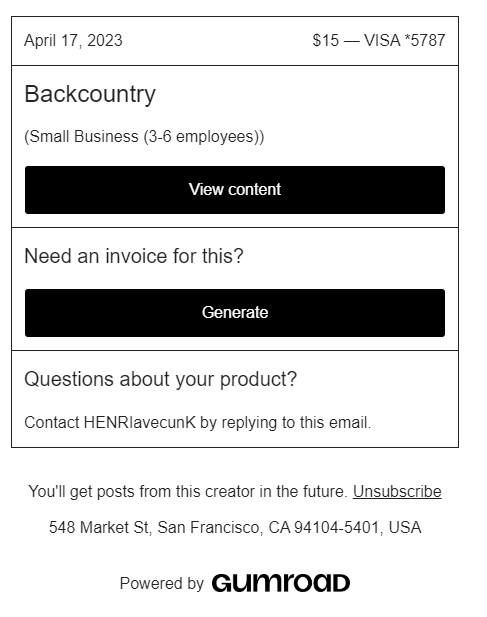 April 17, 2023 $15 — VISA *5787
Backcountry
(Small Business (3-6 employees))
View content
Need an invoice for this?
Generate
Questions about your product?
Contact HENRIavecunK by replying to this email.
You'll get posts from this creator in the future. Unsubscribe
548 Market St, San Francisco, CA 94104-5401, USA
Powered by GUMROAD